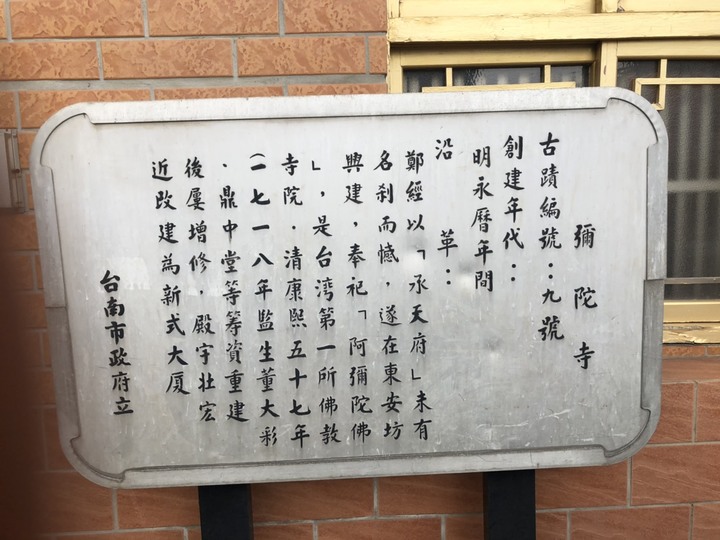 彌陀寺
古蹟編號：九號
創建年代：
明永曆年間
沿革：
鄭經以「承天府」未有
名刹而憾，遂在東安坊
興建，奉祀「阿彌陀佛
」，是台灣第一所佛教
寺院．清康熙五十七年
（一七一八年監生董大彩
．鼎中堂等籌資重建
後屢增修，殿宇壯宏
近改建為新式大厦
台南市政府立